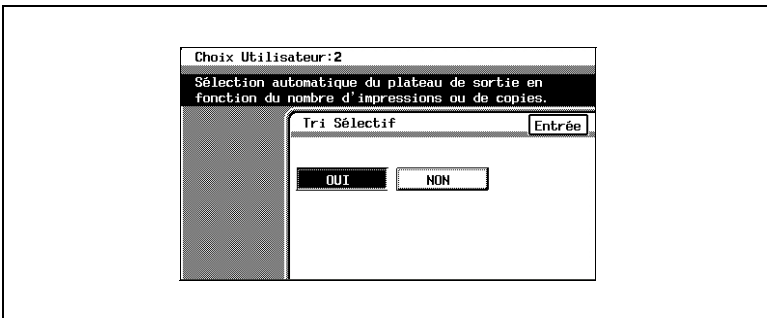 Choix Utilisateur:2
Sélection automatique du plateau de sortie en
fonction du nombre d'impressions ou de copies.
Tri Sélectif
Entrée
OUI
NON